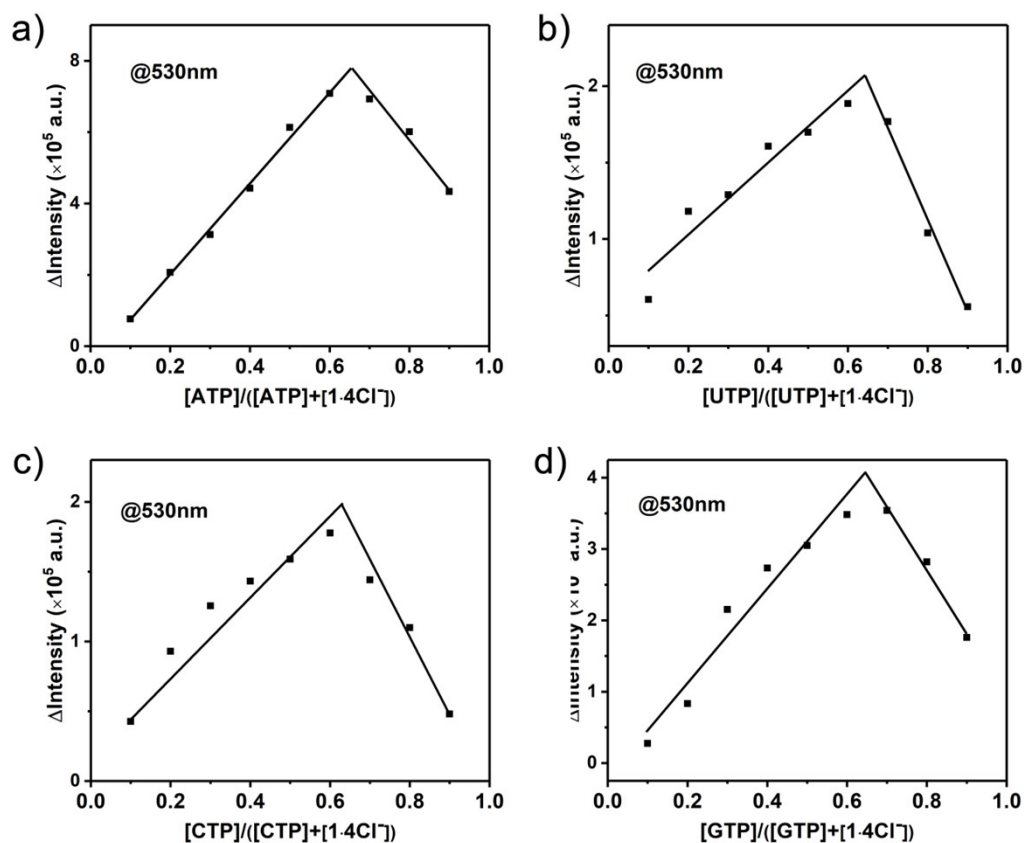 a)
@530nm
ΔIntensity (×10⁵ a.u.)
8
4
0
0.0 0.2 0.4 0.6 0.8 1.0
[ATP]/([ATP]+[1·4Cl⁻])
b)
@530nm
ΔIntensity (×10⁵ a.u.)
2
1
0.0 0.2 0.4 0.6 0.8 1.0
[UTP]/([UTP]+[1·4Cl⁻])
c)
@530nm
ΔIntensity (×10⁵ a.u.)
2
1
0
0.0 0.2 0.4 0.6 0.8 1.0
[CTP]/([CTP]+[1·4Cl⁻])
d)
@530nm
ΔIntensity (×10⁵ a.u.)
4
3
2
1
0
0.0 0.2 0.4 0.6 0.8 1.0
[GTP]/([GTP]+[1·4Cl⁻])